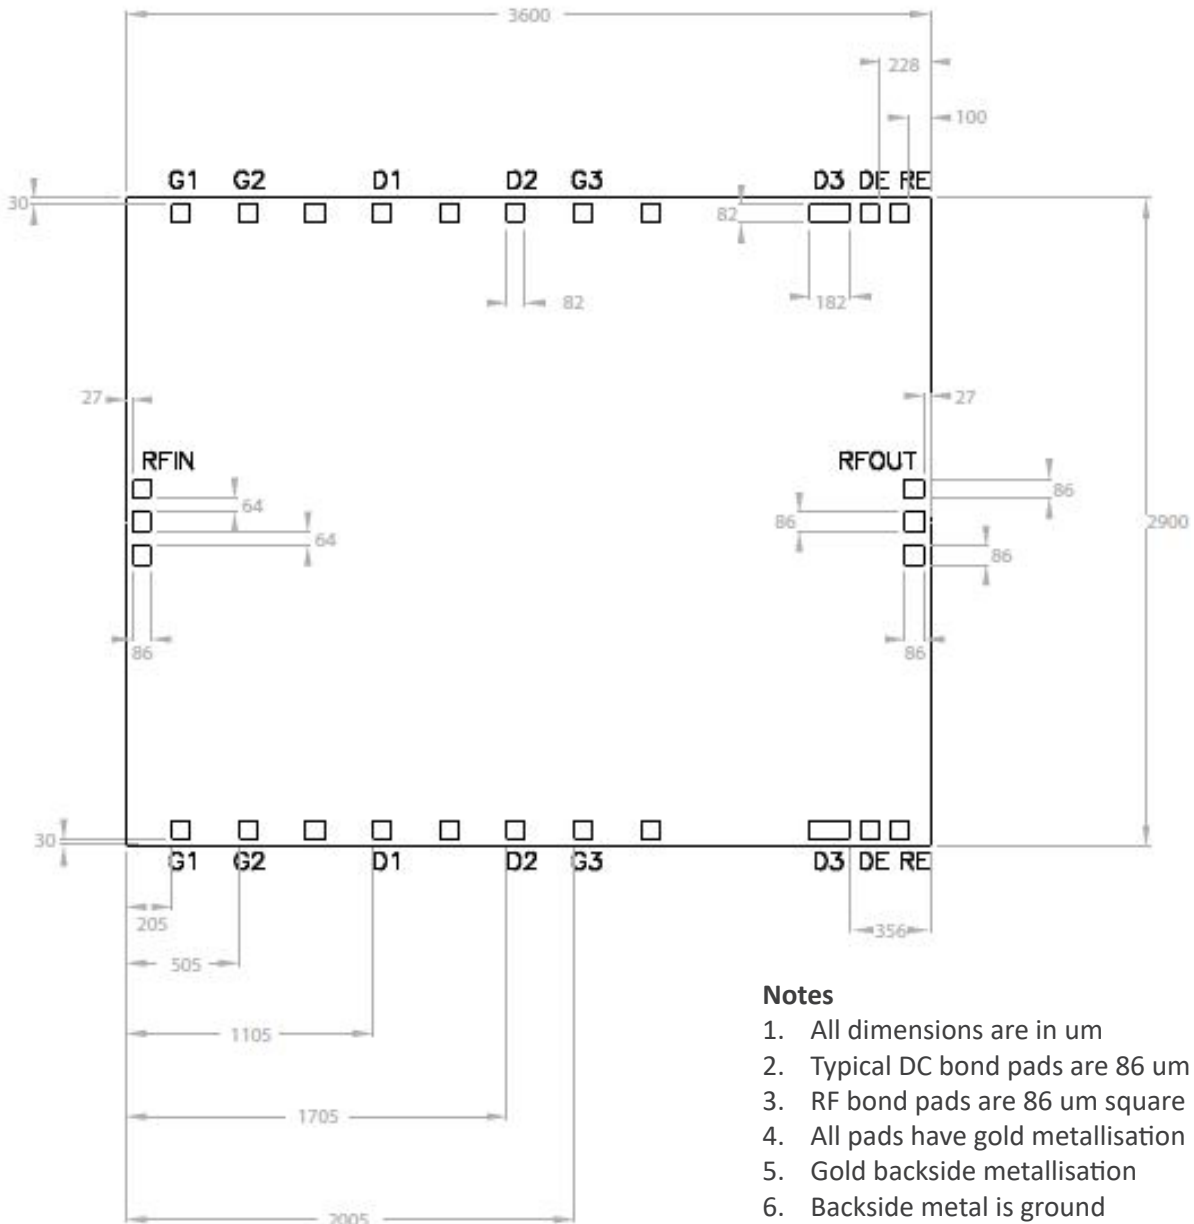 3600
228
100
G1 G2 D1 D2 G3 D3 DE RE
30
82
82
182
27
27
RFIN
RFOUT
64
86
86
2900
64
86
86
86
30
G1 G2 D1 D2 G3 D3 DE RE
205
356
505
1105
1705
2005
Notes
1. All dimensions are in um
2. Typical DC bond pads are 86 um
3. RF bond pads are 86 um square
4. All pads have gold metallisation
5. Gold backside metallisation
6. Backside metal is ground